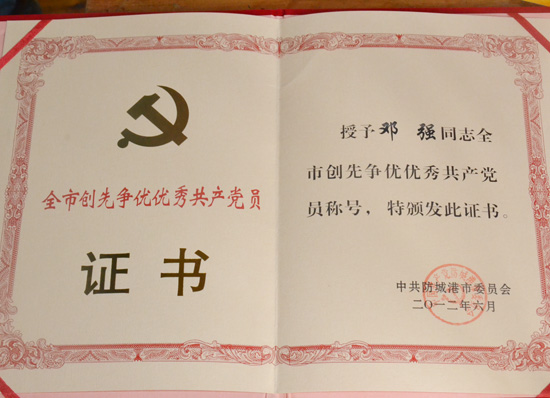 全市创先争优优秀共产党员
证书
授予邓强同志全
市创先争优优秀共产党
员称号，特颁发此证书。
中共防城港市委员会
二〇一二年六月